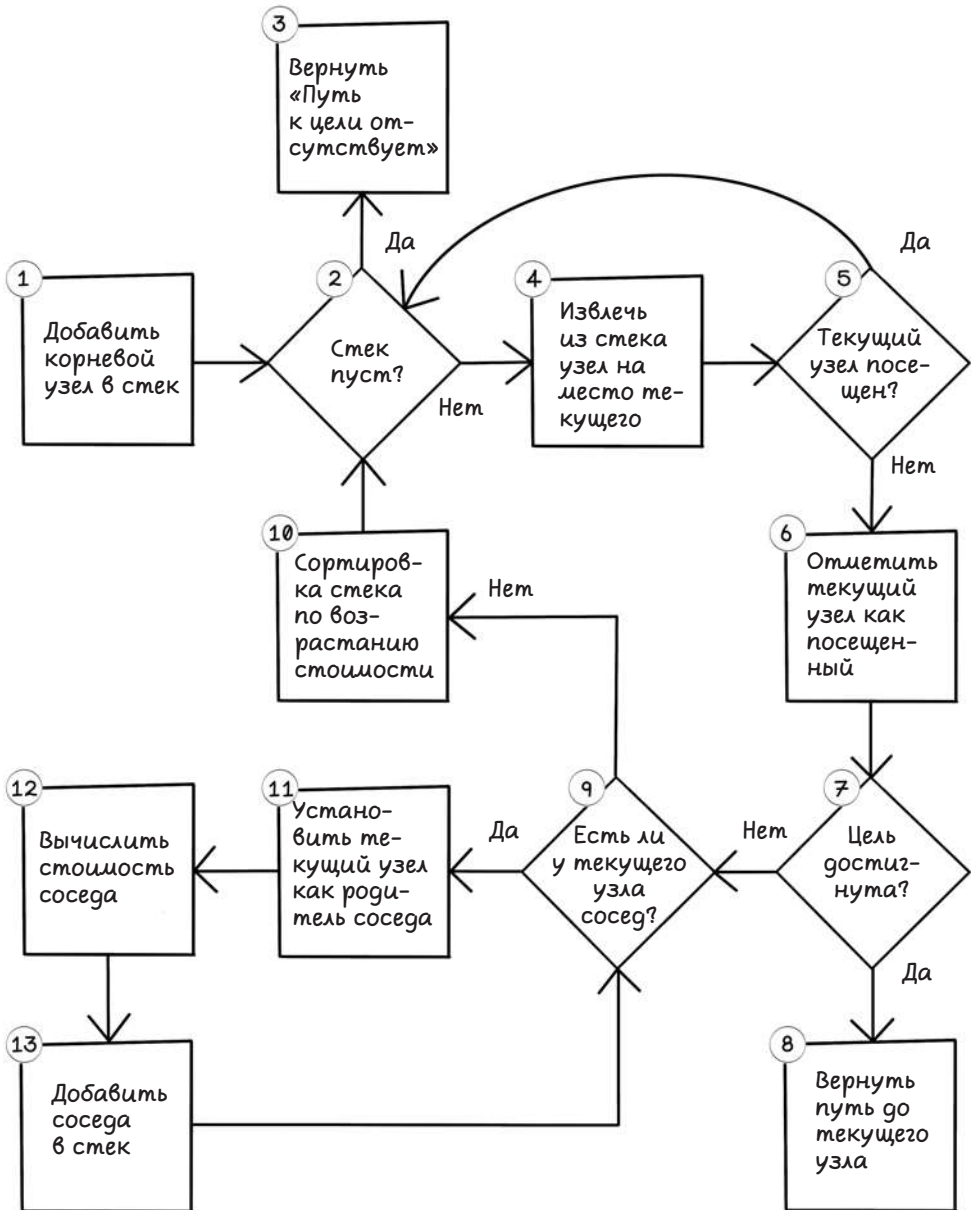 3
Вернуть
«Путь
к цели от-
сутствует»
Да
Да
1
Добавить
корневой
узел в стек
2
Стек
пуст?
Нет
4
Извлечь
из стека
узел на
место те-
кущего
5
Текущий
узел посе-
щен?
Нет
10
Сортиров-
ка стека
по воз-
растанию
стоимости
Нет
6
Отметить
текущий
узел как
посещен-
ный
12
Вычислить
стоимость
соседа
11
Устано-
вить те-
кущий узел
как роди-
тель соседа
Да
9
Есть ли
у текущего
узла
сосед?
Нет
7
Цель
достиг-
нута?
Да
13
Добавить
соседа
в стек
8
Вернуть
путь до
текущего
узла